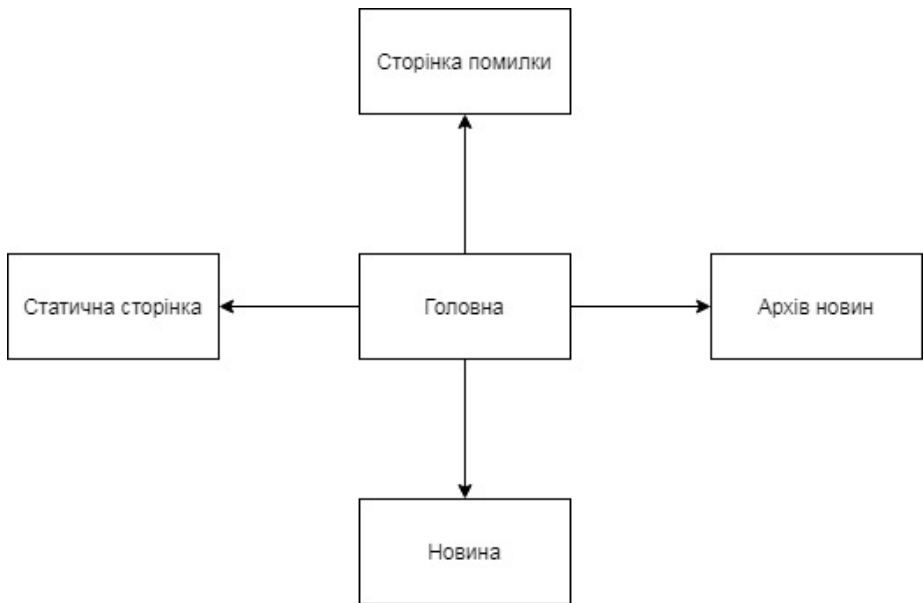 Сторінка помилки
Статична сторінка
Головна
Архів новин
Новина